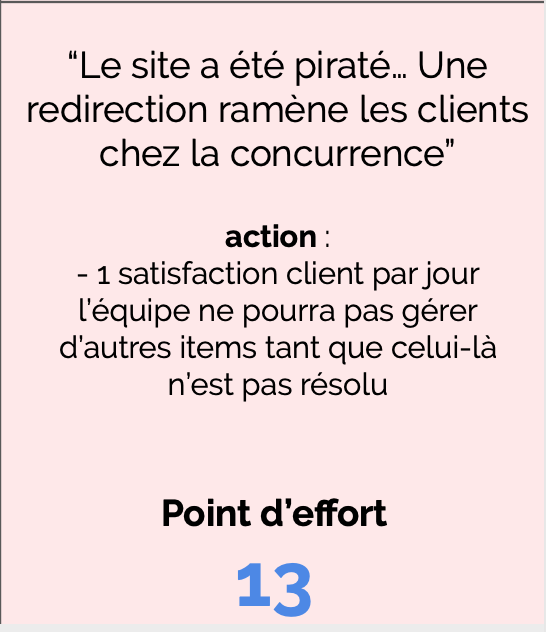 “Le site a été piraté... Une
redirection ramène les clients
chez la concurrence”
action :
- 1 satisfaction client par jour
l’équipe ne pourra pas gérer
d’autres items tant que celui-là
n’est pas résolu
Point d’effort
13